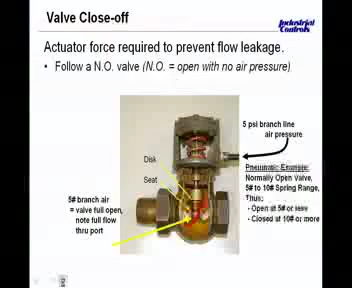 Valve Close-off
Industrial
Controls
Actuator force required to prevent flow leakage.
• Follow a N.O. valve (N.O. = open with no air pressure)
5 psi branch line
air pressure
Disk
Seat
Pneumatic Example:
Normally Open Valve,
5# to 10# Spring Range,
Thus:
- Open at 5# or less
- Closed at 10# or more
5# branch air
= valve full open,
note full flow
thru port